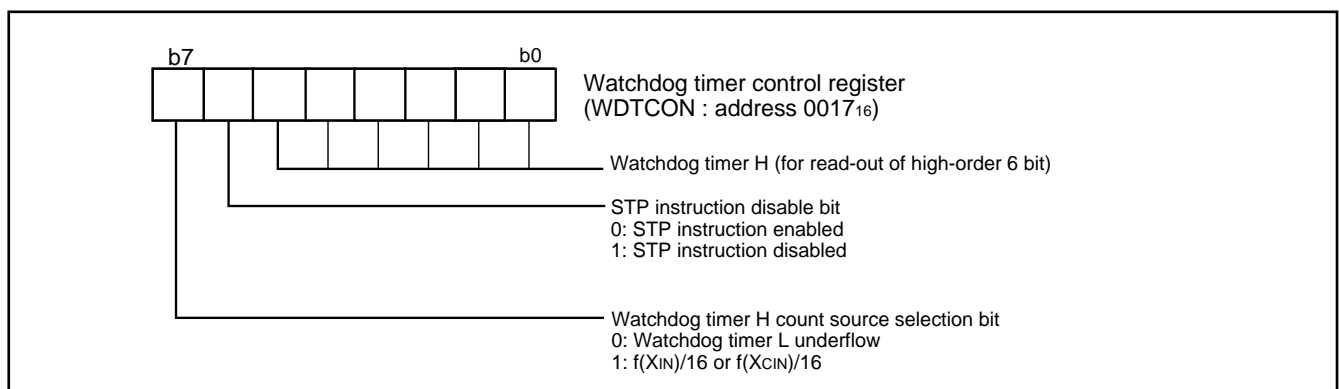 b7
b0
Watchdog timer control register
(WDTCON : address 0017₁₆)
Watchdog timer H (for read-out of high-order 6 bit)
STP instruction disable bit
0: STP instruction enabled
1: STP instruction disabled
Watchdog timer H count source selection bit
0: Watchdog timer L underflow
1: f(XIN)/16 or f(XCIN)/16